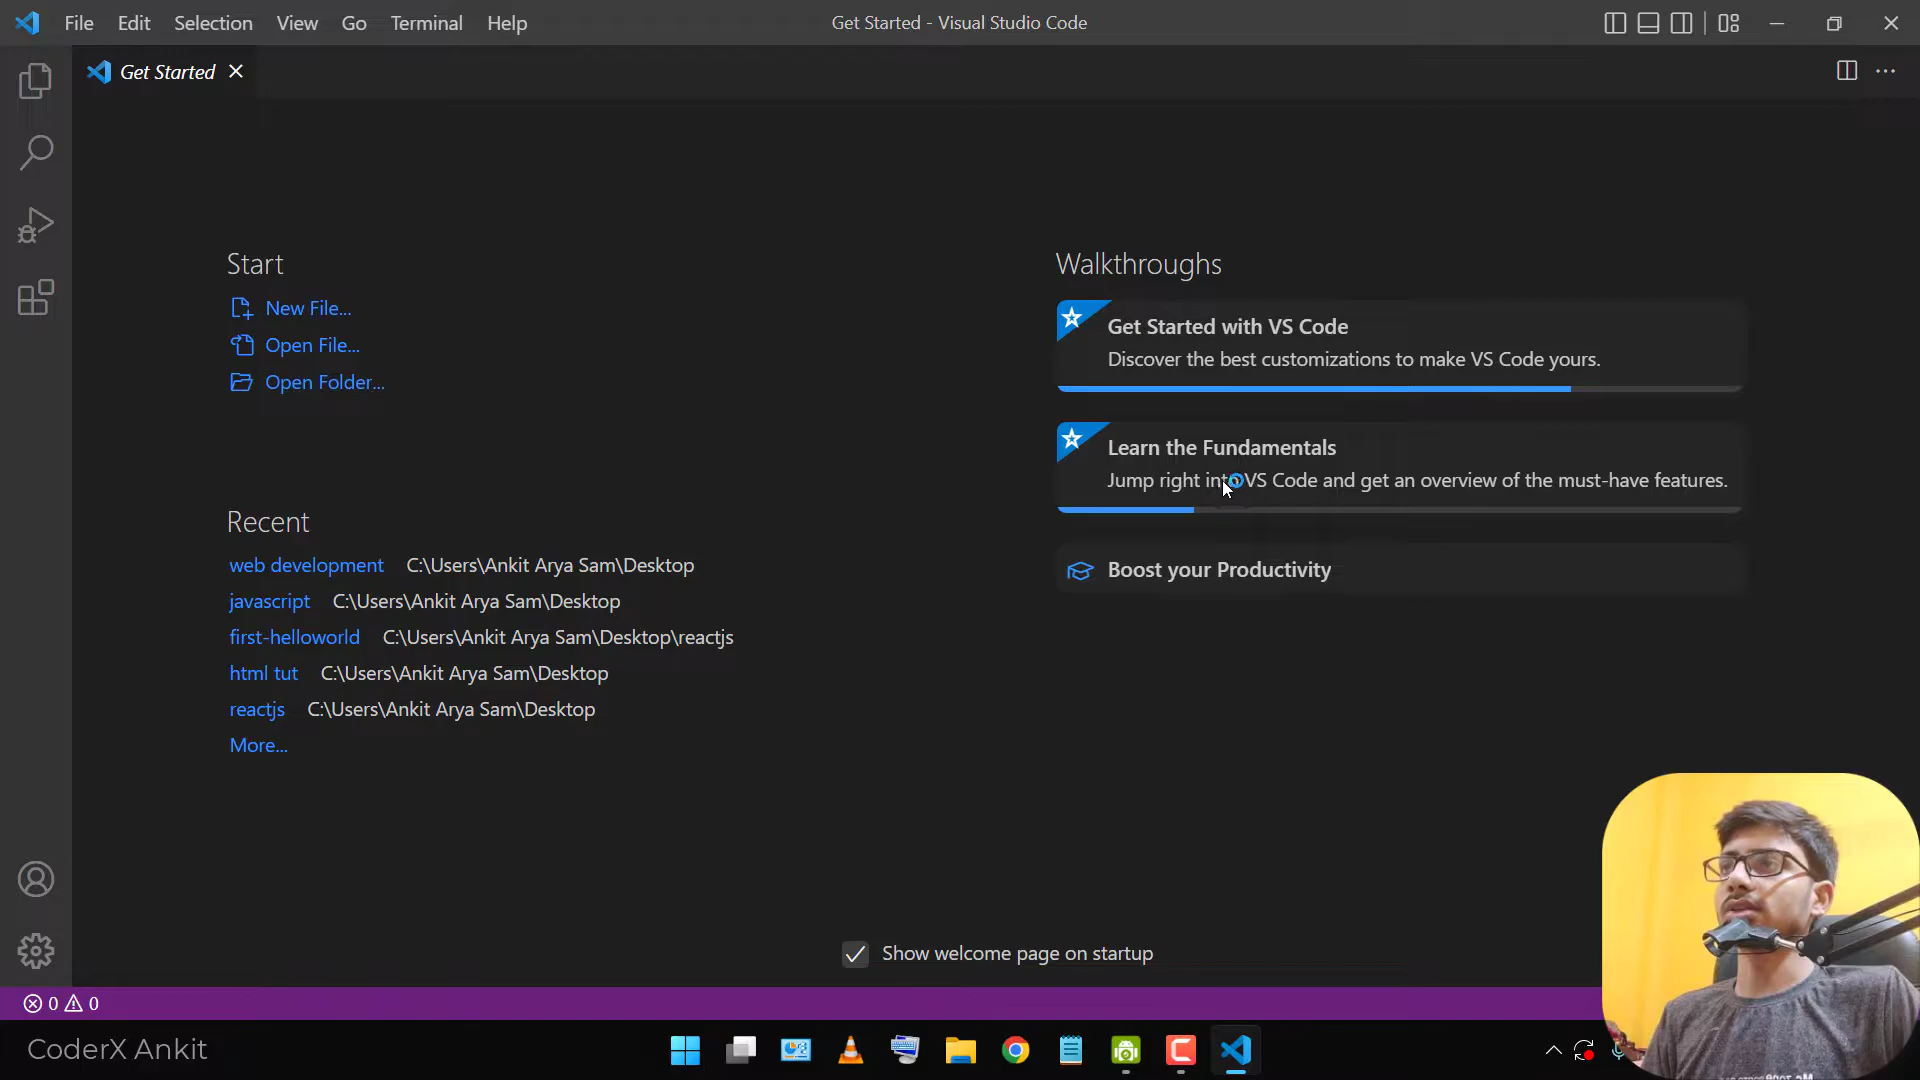 File Edit Selection View Go Terminal Help
Get Started - Visual Studio Code
Get Started
Start
New File...
Open File...
Open Folder...
Recent
web development C:\Users\Ankit Arya Sam\Desktop
javascript C:\Users\Ankit Arya Sam\Desktop
first-helloworld C:\Users\Ankit Arya Sam\Desktop\reactjs
html tut C:\Users\Ankit Arya Sam\Desktop
reactjs C:\Users\Ankit Arya Sam\Desktop
More...
Walkthroughs
Get Started with VS Code
Discover the best customizations to make VS Code yours.
Learn the Fundamentals
Jump right into VS Code and get an overview of the must-have features.
Boost your Productivity
Show welcome page on startup
0 0
CoderX Ankit